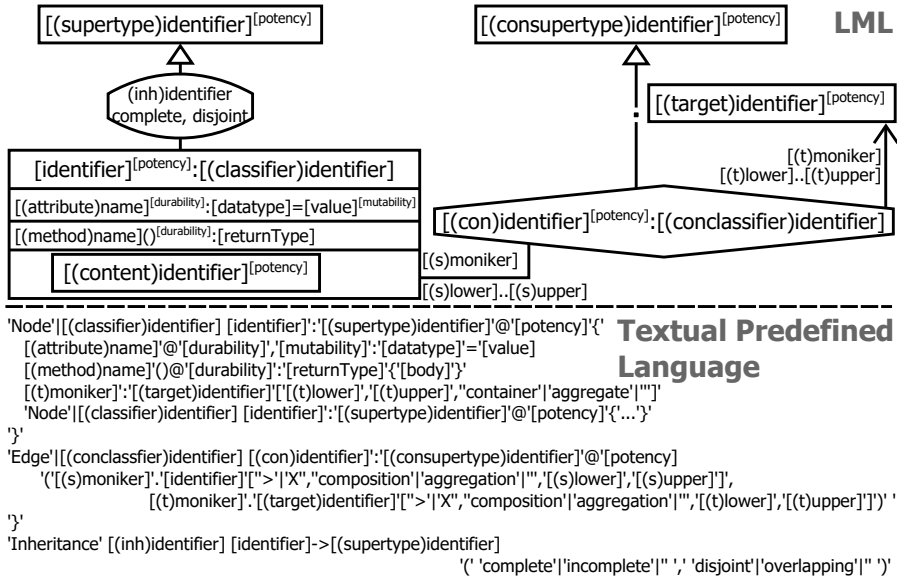 [(supertype)identifier][potency]
[(consupertype)identifier][potency]
LML
(inh)identifier
complete, disjoint
[(target)identifier][potency]
[identifier][potency]:[(classifier)identifier]
[(t)moniker]
[(t)lower]..[(t)upper]
[(attribute)name][durability]:[datatype]=[value][mutability]
[(con)identifier][potency]:[(conclassifier)identifier]
[(method)name]()[durability]:[returnType]
[(content)identifier][potency]
[(s)moniker]
[(s)lower]..[(s)upper]
Textual Predefined
Language
'Node'|[(classifier)identifier] [identifier]':'[(supertype)identifier]'@'[potency]'{'
[(attribute)name]'@'[durability]','[mutability]':'[datatype]'='[value]
[(method)name]'()@'[durability]':'[returnType]'{'[body]'}'
[(t)moniker]':'[(target)identifier]'['[(t)lower]','[(t)upper]',''container'|'aggregate'|'']'
'Node'|[(classifier)identifier] [identifier]':'[(supertype)identifier]'@'[potency]'{'...'}'
'}'
'Edge'|[(conclassfier)identifier] [(con)identifier]':'[(consupertype)identifier]'@'[potency]
'('[(s)moniker]'.'[identifier]'[''>'|'X',''composition'|'aggregation'|'','[(s)lower]','[(s)upper]']',
[(t)moniker]'.'[(target)identifier]'[''>'|'X',''composition'|'aggregation'|'','[(t)lower]','[(t)upper]']')' '
'}'
'Inheritance' [(inh)identifier] [identifier]->[(supertype)identifier]
'(' 'complete'|'incomplete'|'' ',' 'disjoint'|'overlapping'|'' ')'